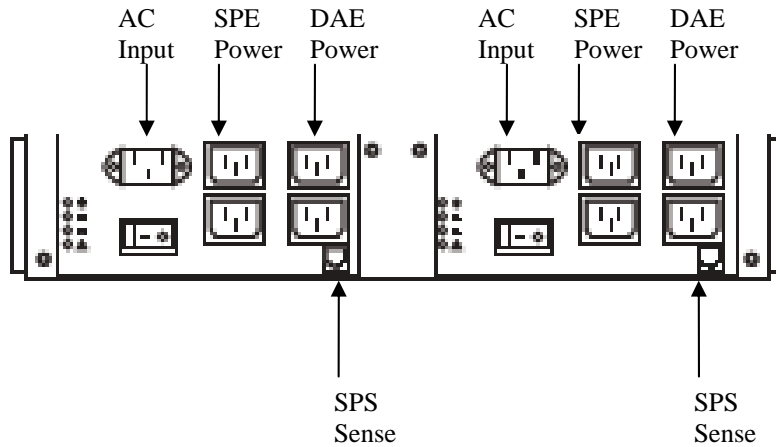 AC
Input
SPE
Power
DAE
Power
AC
Input
SPE
Power
DAE
Power
SPS
Sense
SPS
Sense